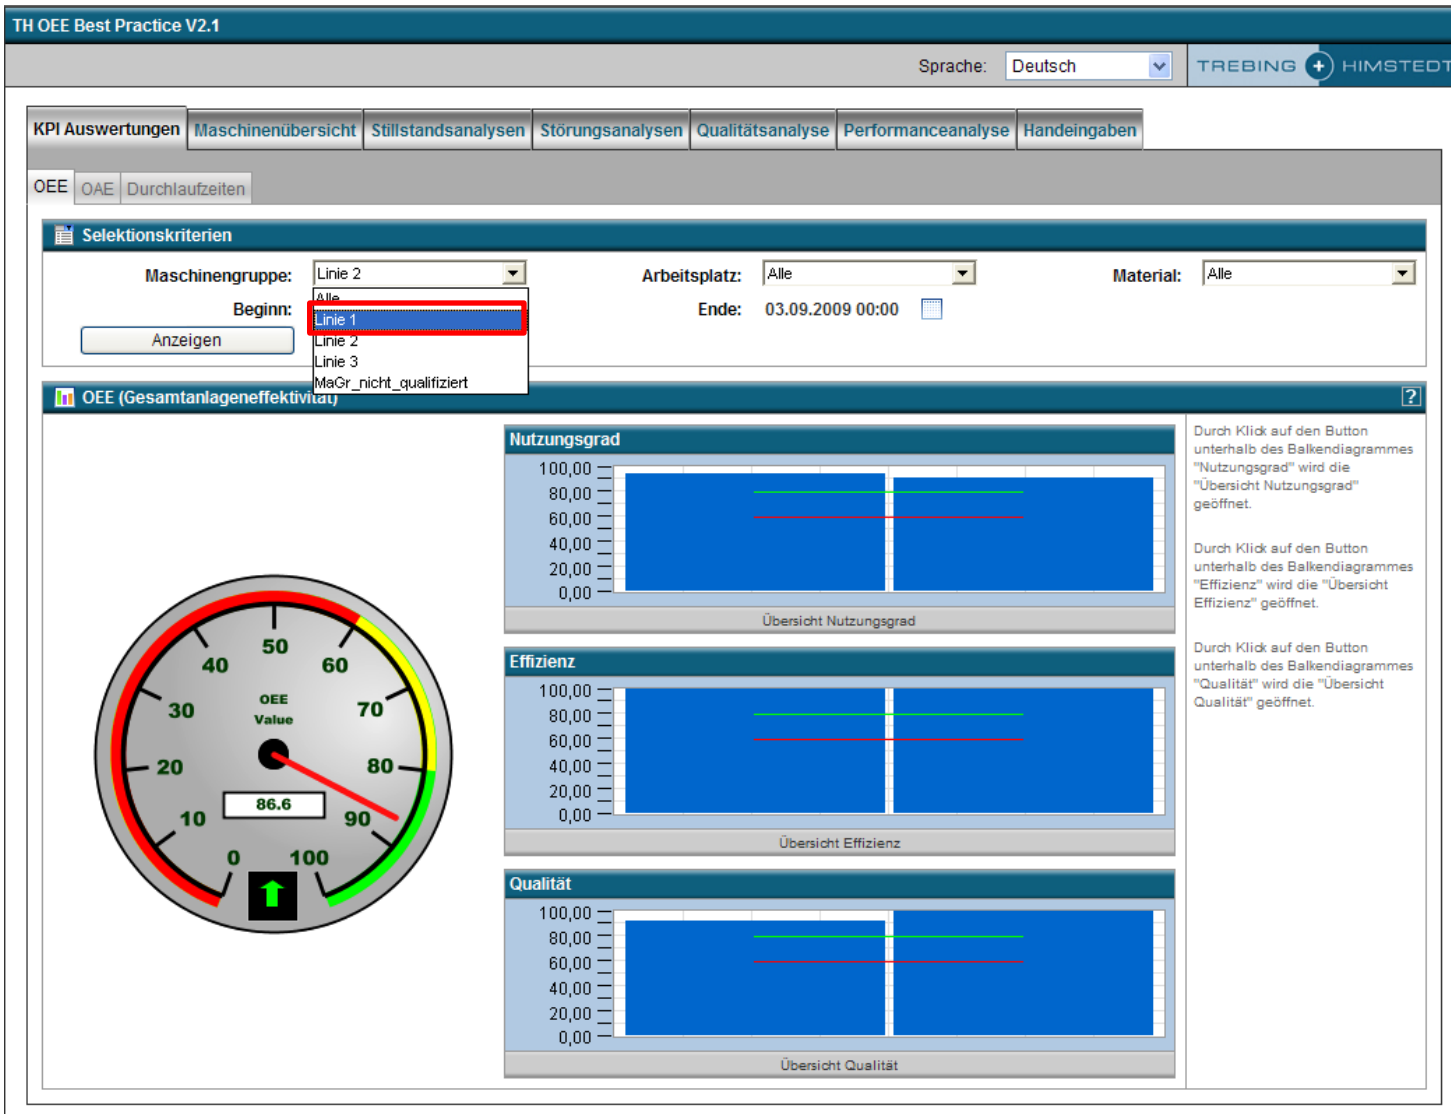 TH OEE Best Practice V2.1
Sprache: Deutsch TREBING + HIMSTEDT
KPI Auswertungen Maschinenübersicht Stillstandsanalysen Störungsanalysen Qualitätsanalyse Performanceanalyse Handeingaben
OEE OAE Durchlaufzeiten
Selektionskriterien
Maschinengruppe: Linie 2 Arbeitsplatz: Alle Material: Alle
Alle
Beginn: Linie 1 Ende: 03.09.2009 00:00
Anzeigen Linie 2
Linie 3
MaGr_nicht_qualifiziert
OEE (Gesamtanlageneffektivität) ?
Nutzungsgrad
100,00
80,00
60,00
40,00
20,00
0,00
Übersicht Nutzungsgrad
Effizienz
100,00
80,00
60,00
40,00
20,00
0,00
Übersicht Effizienz
Qualität
100,00
80,00
60,00
40,00
20,00
0,00
Übersicht Qualität
50
40 60
30 OEE 70
Value
20 80
86.6
10 90
0 100
Durch Klick auf den Button
unterhalb des Balkendiagrammes
"Nutzungsgrad" wird die
"Übersicht Nutzungsgrad"
geöffnet.
Durch Klick auf den Button
unterhalb des Balkendiagrammes
"Effizienz" wird die "Übersicht
Effizienz" geöffnet.
Durch Klick auf den Button
unterhalb des Balkendiagrammes
"Qualität" wird die "Übersicht
Qualität" geöffnet.